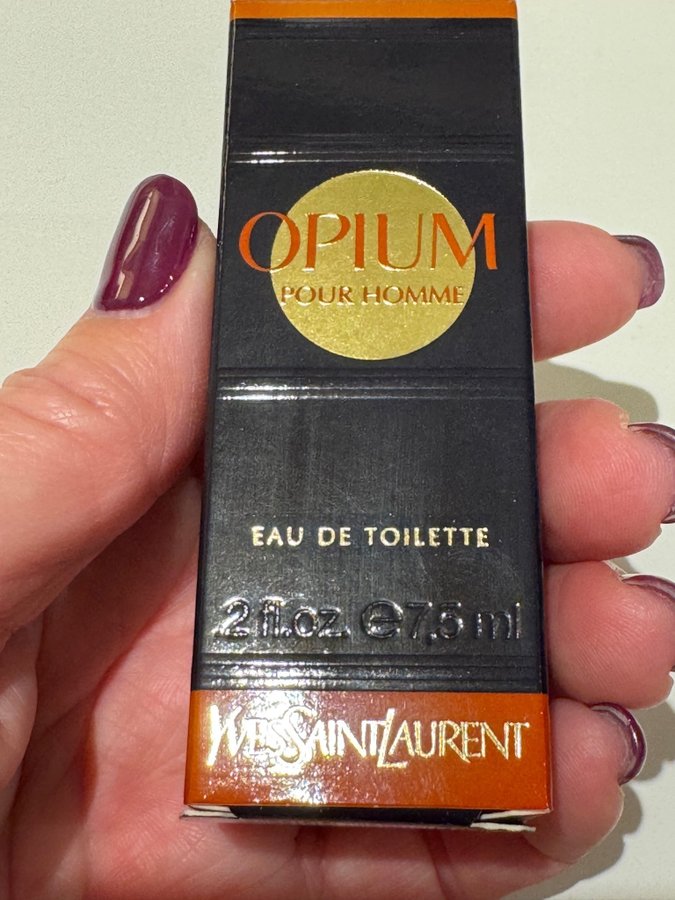 OPIUM
POUR HOMME
EAU DE TOILETTE
.2 fl.oz. ℮7,5 ml
YVESSAINTLAURENT